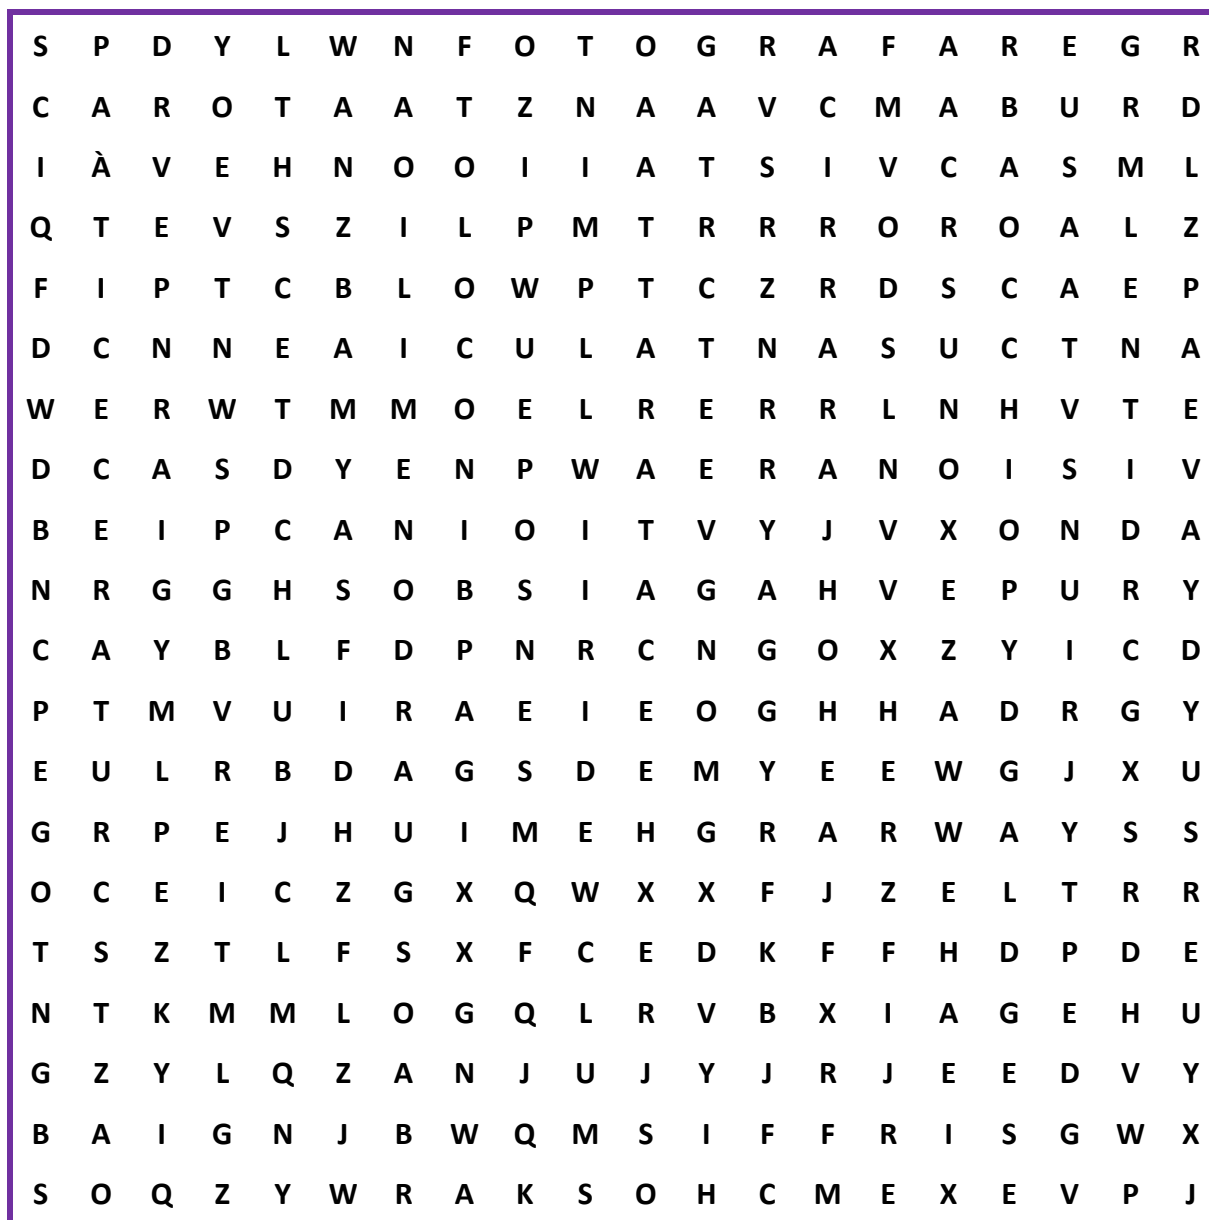 S P D Y L W N F O T O G R A F A R E G R
C A R O T A A T Z N A A V C M A B U R D
I À V E H N O O I I A T S I V C A S M L
Q T E V S Z I L P M T R R R O R O A L Z
F I P T C B L O W P T C Z R D S C A E P
D C N N E A I C U L A T N A S U C T N A
W E R W T M M O E L R E R R L N H V T E
D C A S D Y E N P W A E R A N O I S I V
B E I P C A N I O I T V Y J V X O N D A
N R G G H S O B S I A G A H V E P U R Y
C A Y B L F D P N R C N G O X Z Y I C D
P T M V U I R A E I E O G H H A D R G Y
E U L R B D A G S D E M Y E E W G J X U
G R P E J H U I M E H G R A R W A Y S S
O C E I C Z G X Q W X X F J Z E L T R R
T S Z T L F S X F C E D K F F H D P D E
N T K M M L O G Q L R V B X I A G E H U
G Z Y L Q Z A N J U J Y J R J E E D V Y
B A I G N J B W Q M S I F F R I S G W X
S O Q Z Y W R A K S O H C M E X E V P J